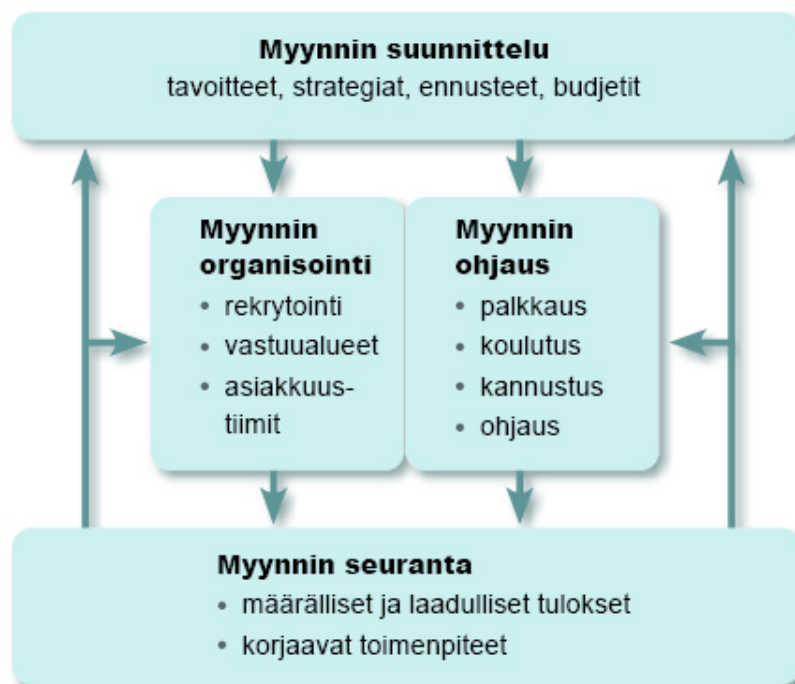 Myynnin suunnittelu
tavoitteet, strategiat, ennusteet, budjetit
Myynnin
organisointi
• rekrytointi
• vastuualueet
• asiakkuus-
tiimit
Myynnin
ohjaus
• palkkaus
• koulutus
• kannustus
• ohjaus
Myynnin seuranta
• määrälliset ja laadulliset tulokset
• korjaavat toimenpiteet